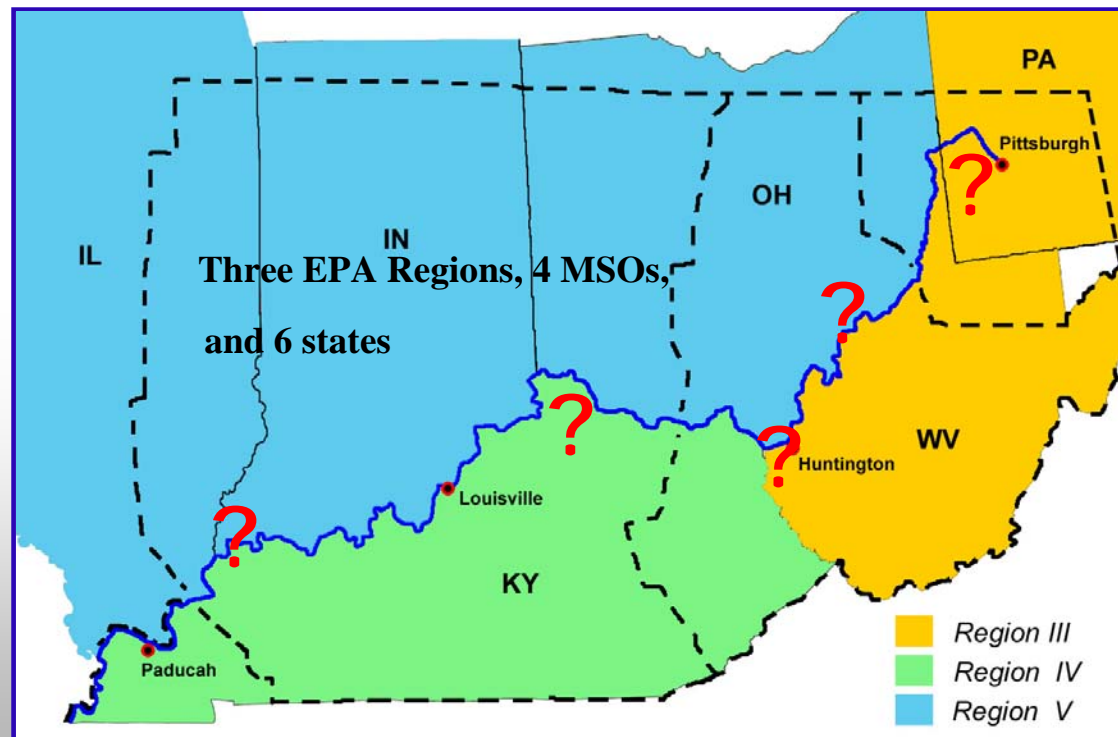 PA
Pittsburgh
?
OH
IL
IN
Three EPA Regions, 4 MSOs,
and 6 states
?
?
?
WV
Huntington
Louisville
?
KY
Paducah
Region III
Region IV
Region V